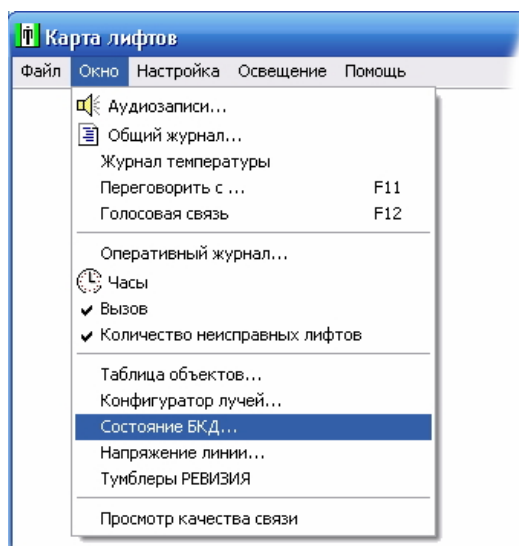 Карта лифтов
Файл Окно Настройка Освещение Помощь
Аудиозаписи...
Общий журнал...
Журнал температуры
Переговорить с ... F11
Голосовая связь F12
Оперативный журнал...
Часы
Вызов
Количество неисправных лифтов
Таблица объектов...
Конфигуратор лучей...
Состояние БКД...
Напряжение линии...
Тумблеры РЕВИЗИЯ
Просмотр качества связи